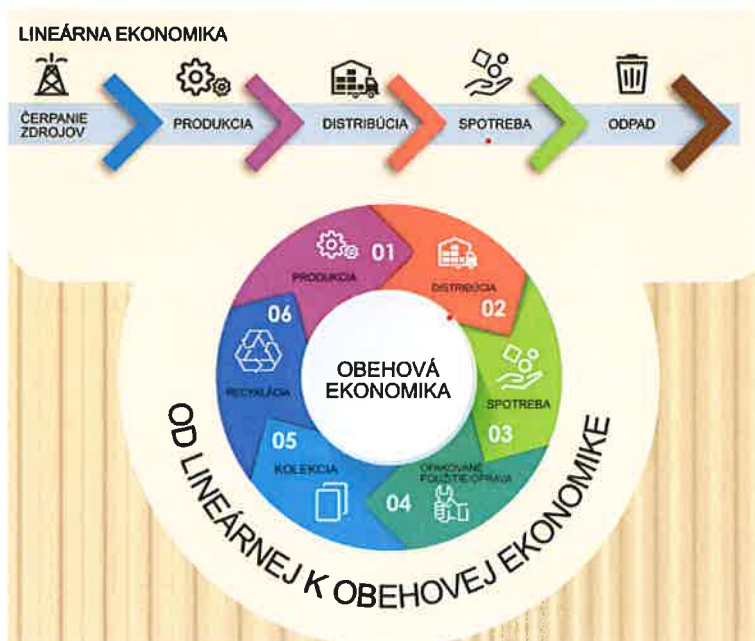 LINEÁRNA EKONOMIKA
ČERPANIE
ZDROJOV
PRODUKCIA
DISTRIBÚCIA
SPOTREBA
ODPAD
01
PRODUKCIA
DISTRIBÚCIA
02
SPOTREBA
03
OPAKOVANÉ
POUŽITIE/OPRAVA
04
05
KOLEKCIA
06
RECYKLÁCIA
OBEHOVÁ
EKONOMIKA
OD LINEÁRNEJ K OBEHOVEJ EKONOMIKE